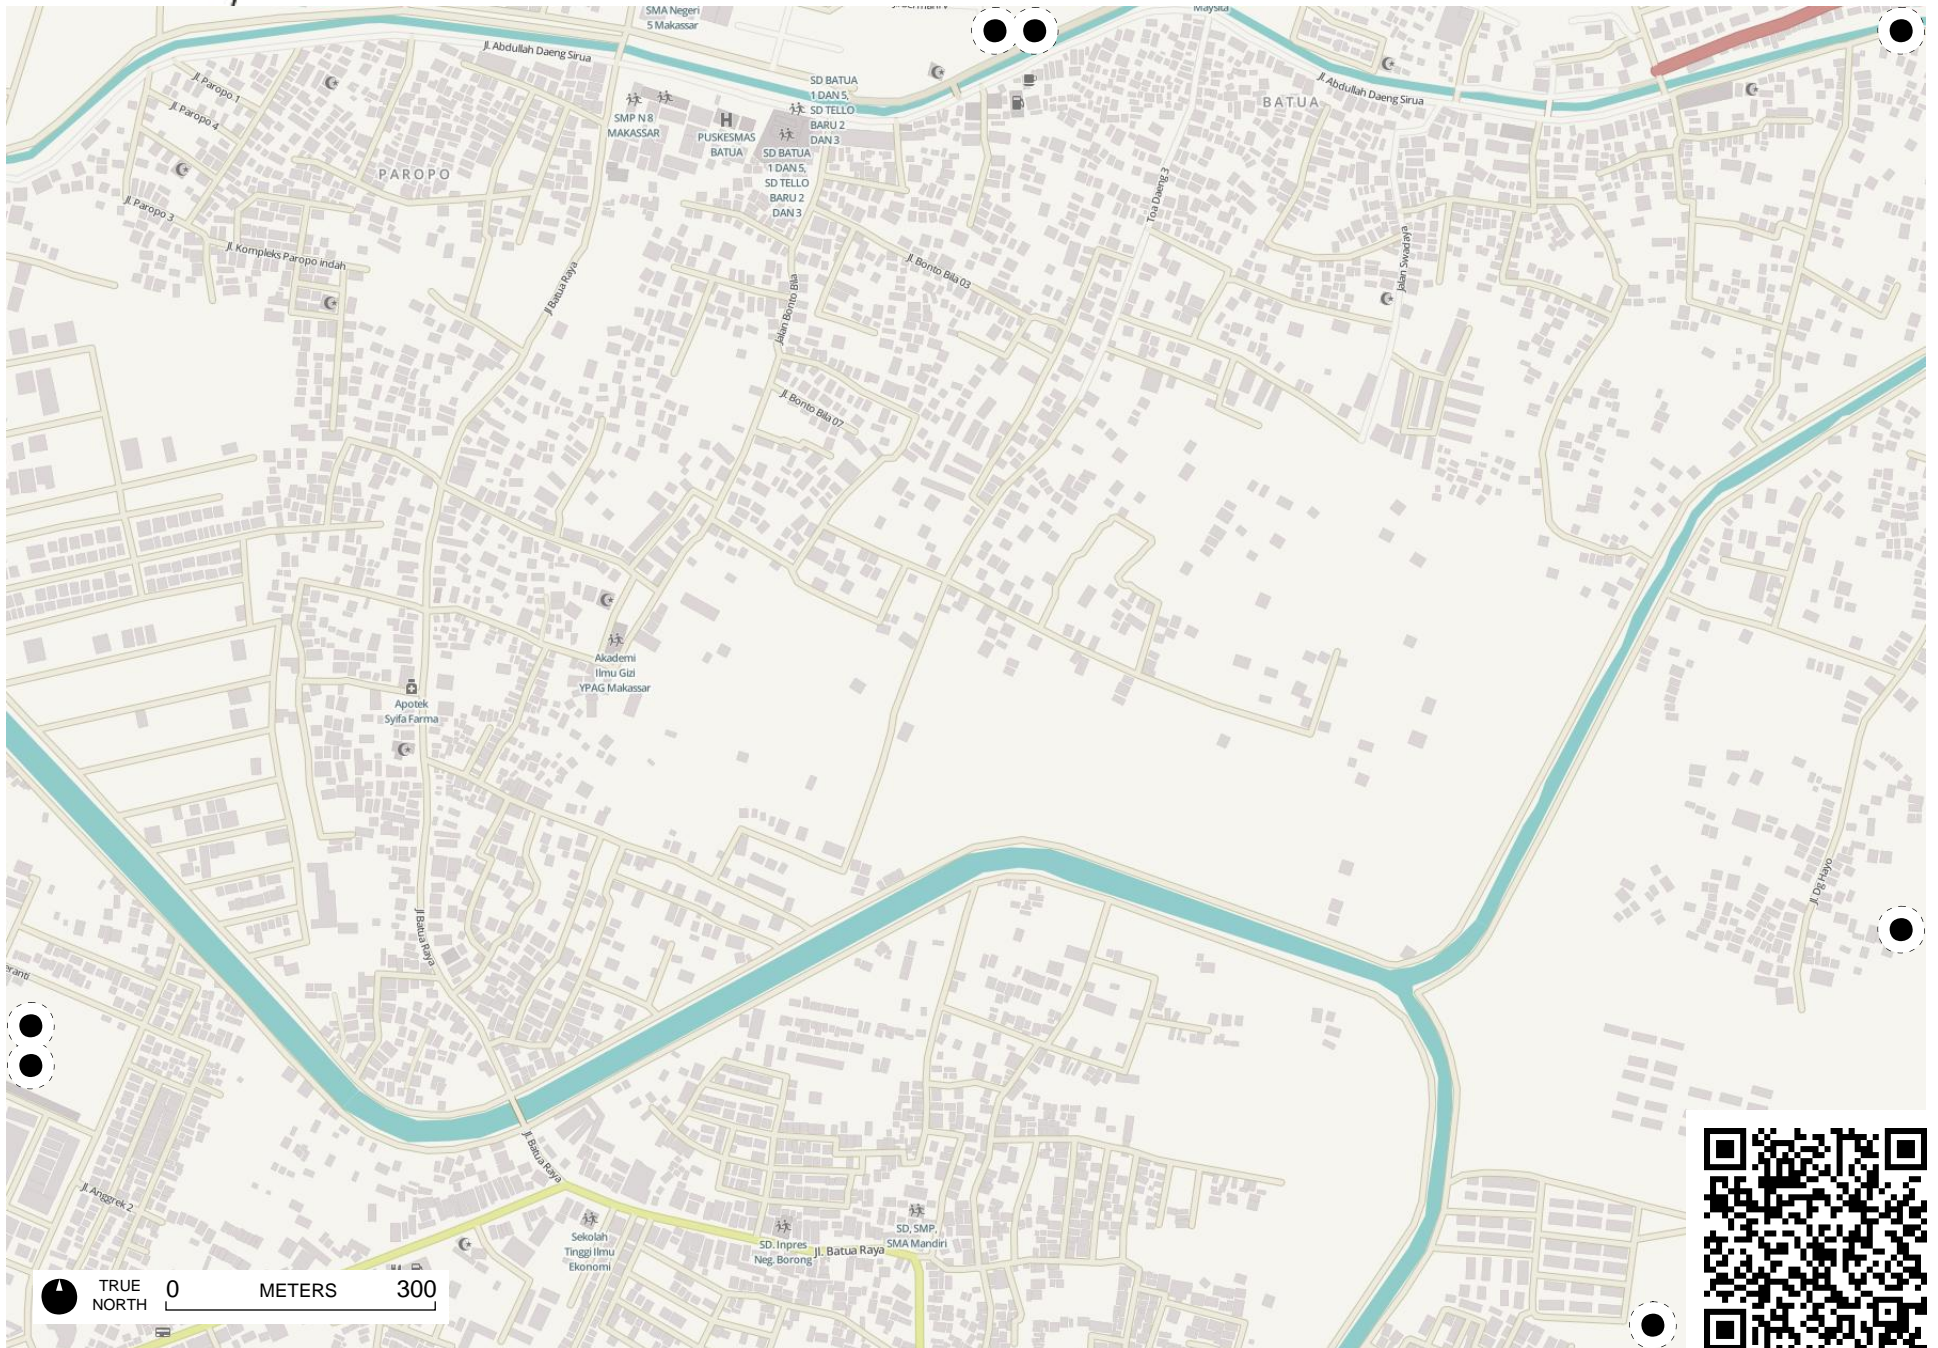 SMA Negeri
5 Makassar
Maysita
Jl. Abdullah Daeng Sirua
Jl. Paropo 1
Jl. Paropo 4
SD BATUA
1 DAN 5,
SD TELLO
BARU 2
DAN 3
Jl. Abdullah Daeng Sirua
BATUA
SMP N 8
MAKASSAR
H
PUSKESMAS
BATUA
SD BATUA
1 DAN 5,
SD TELLO
BARU 2
DAN 3
PAROPO
Jl. Paropo 3
Toa Daeng 3
Jl. Kompleks Paropo indah
Jl Batua Raya
Jalan Bonto Bila
Jl. Bonto Bila 03
Jalan Swadaya
Jl. Bonto Bila 07
Akademi
Ilmu Gizi
YPAG Makassar
Apotek
Syifa Farma
Jl. Dg Hayo
Jl Batua Raya
eranti
Jl. Batua Raya
Jl. Anggrek 2
Sekolah
Tinggi Ilmu
Ekonomi
SD. Inpres
Neg. Borong
Jl. Batua Raya
SD, SMP,
SMA Mandiri
TRUE
NORTH
0 METERS 300